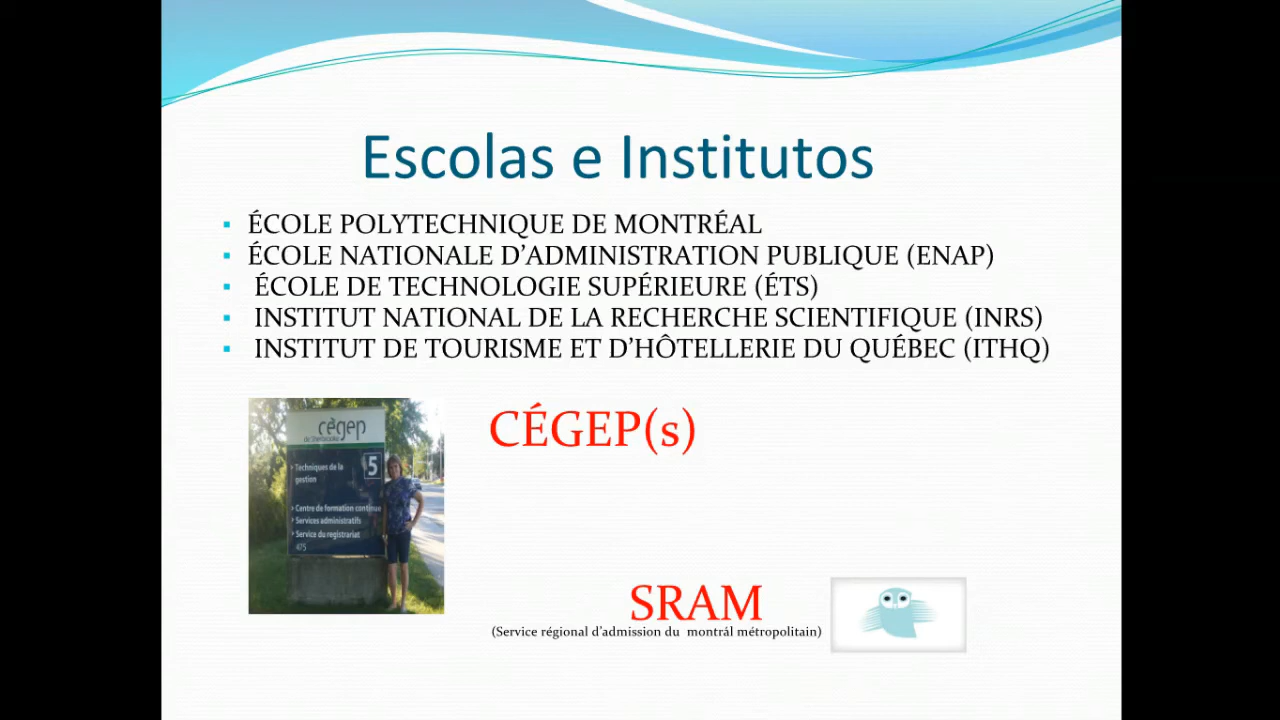 Escolas e Institutos
▪ ÉCOLE POLYTECHNIQUE DE MONTRÉAL
▪ ÉCOLE NATIONALE D’ADMINISTRATION PUBLIQUE (ENAP)
▪ ÉCOLE DE TECHNOLOGIE SUPÉRIEURE (ÉTS)
▪ INSTITUT NATIONAL DE LA RECHERCHE SCIENTIFIQUE (INRS)
▪ INSTITUT DE TOURISME ET D’HÔTELLERIE DU QUÉBEC (ITHQ)
CÉGEP(s)
cégep
de Sherbrooke
5
Techniques de la
gestion
Centre de formation continue
Services administratifs
Service du registrariat
475
SRAM
(Service régional d’admission du montrál métropolitain)